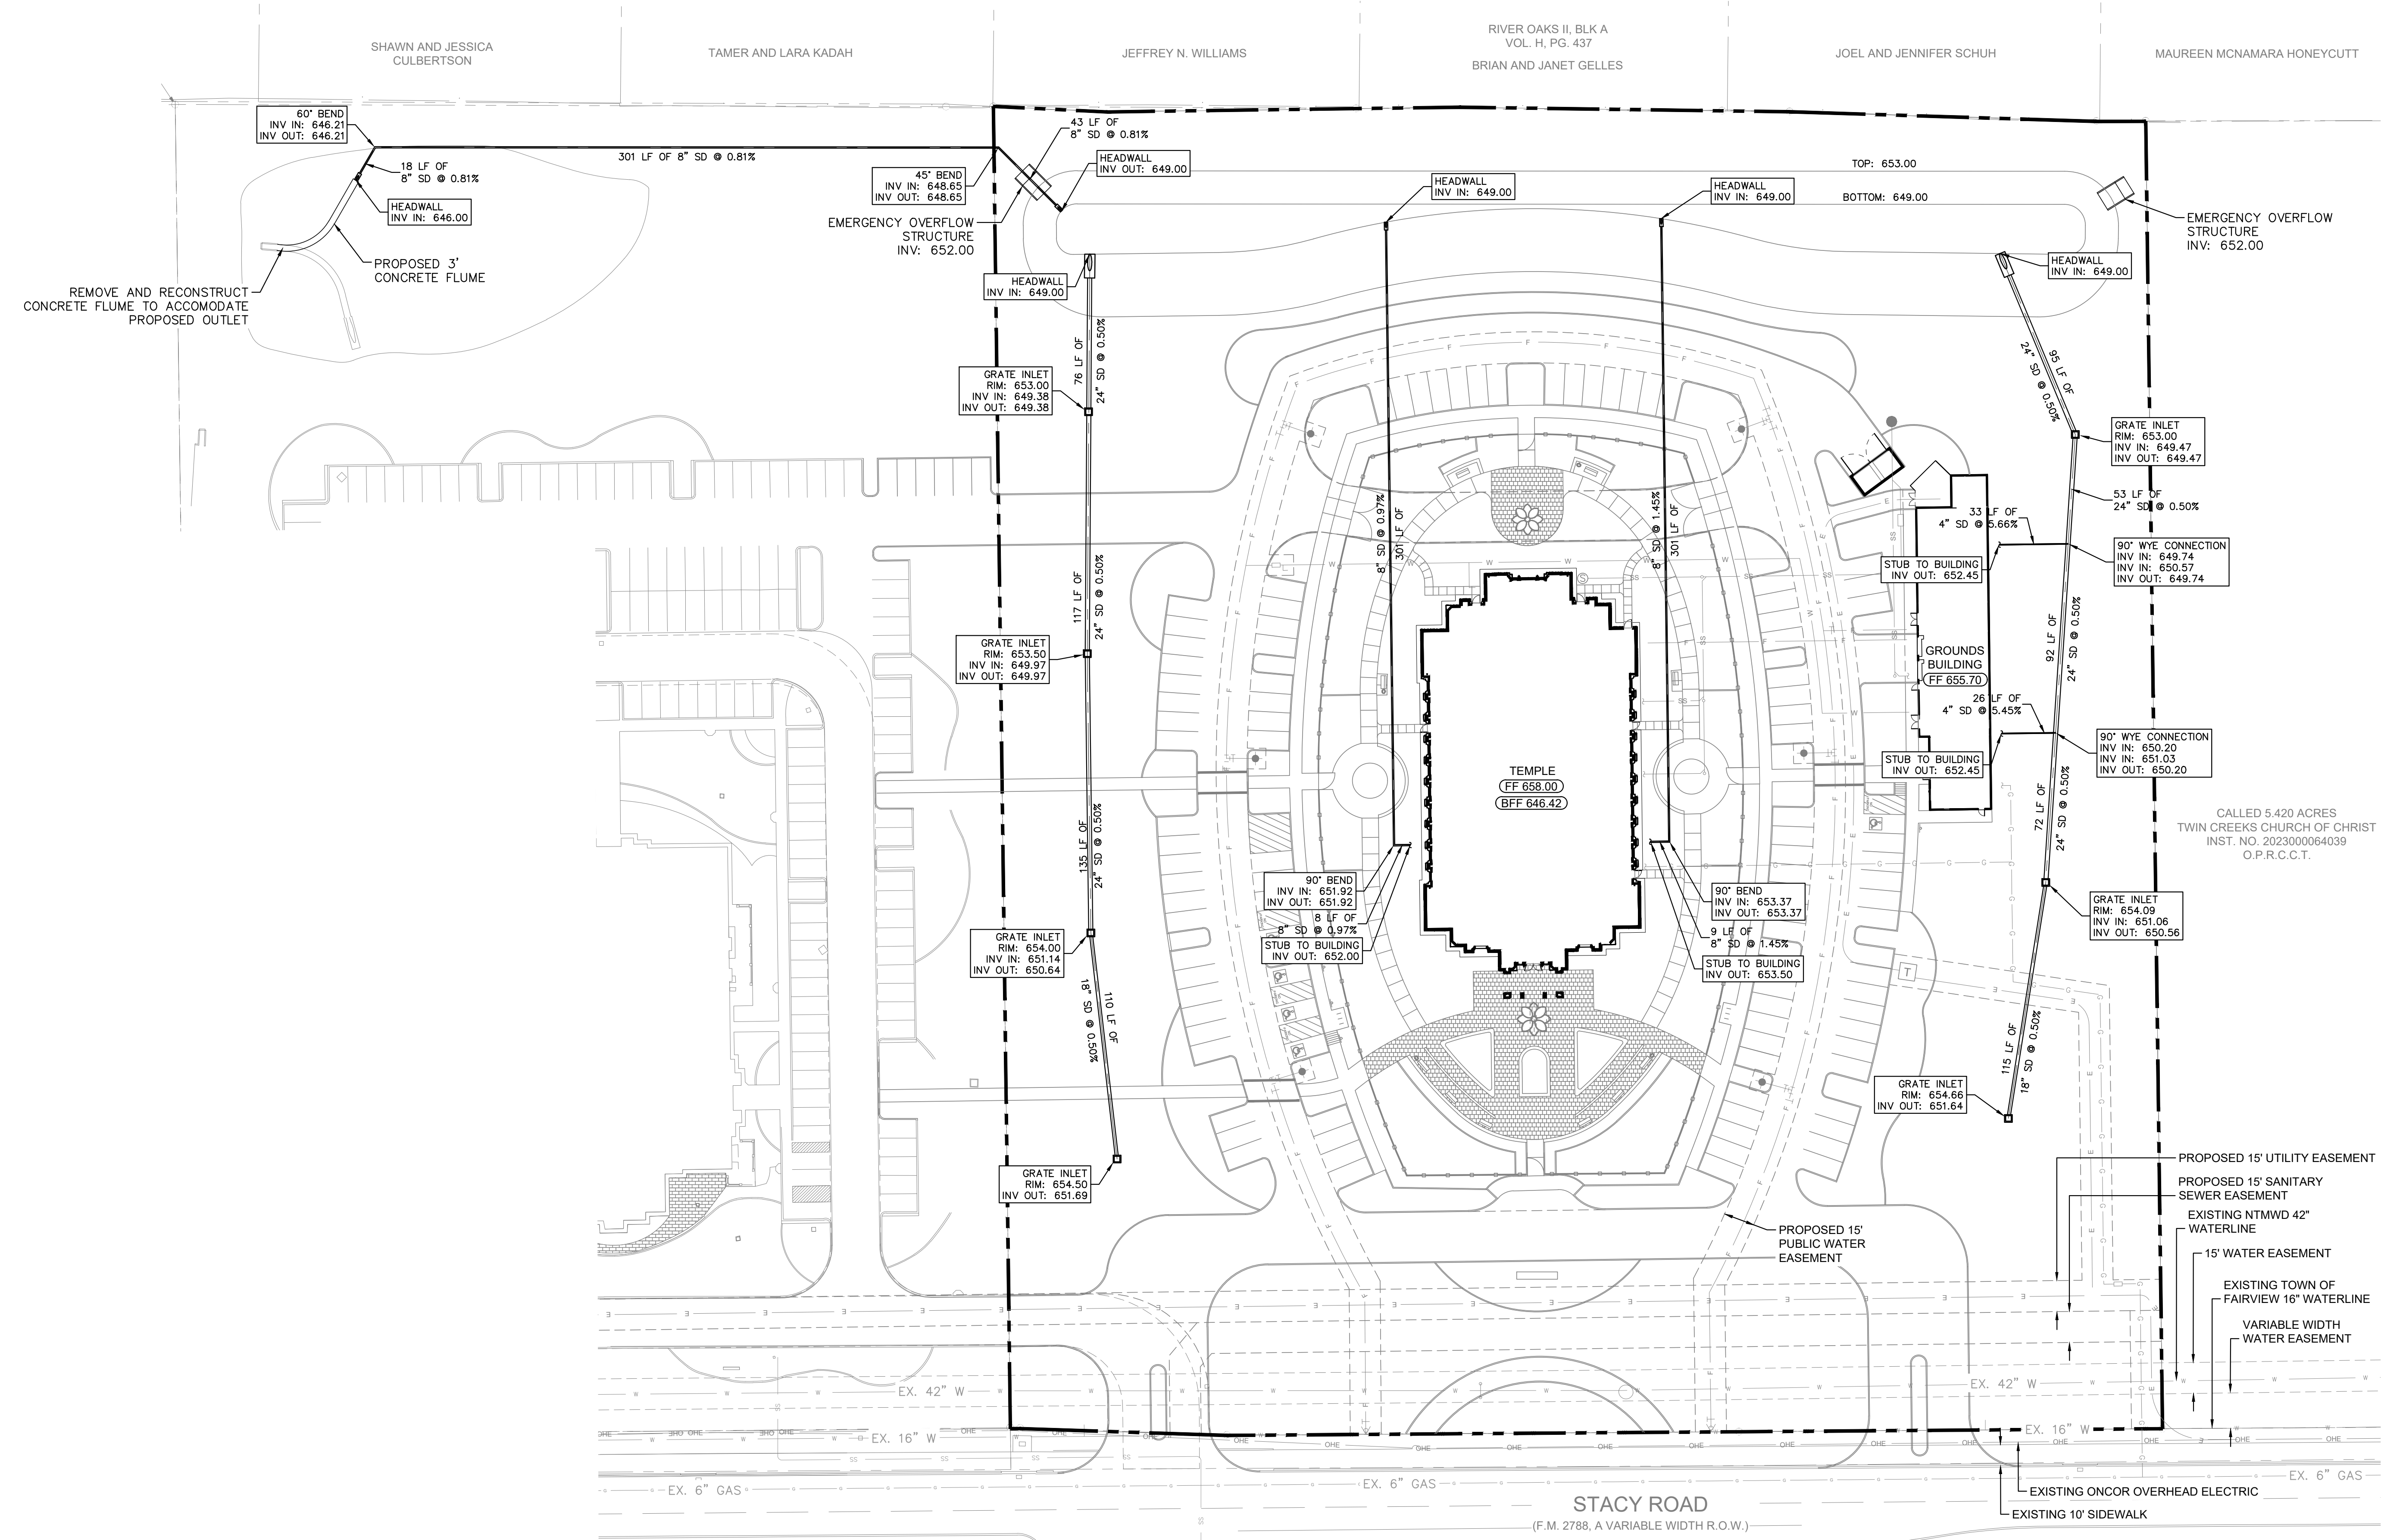 SHAWN AND JESSICA
CULBERTSON
TAMER AND LARA KADAH
JEFFREY N. WILLIAMS
RIVER OAKS II, BLK A
VOL. H, PG. 437
BRIAN AND JANET GELLES
JOEL AND JENNIFER SCHUH
MAUREEN MCNAMARA HONEYCUTT
60° BEND
INV IN: 646.21
INV OUT: 646.21
18 LF OF
8" SD @ 0.81%
301 LF OF 8" SD @ 0.81%
HEADWALL
INV IN: 646.00
PROPOSED 3'
CONCRETE FLUME
REMOVE AND RECONSTRUCT
CONCRETE FLUME TO ACCOMODATE
PROPOSED OUTLET
43 LF OF
8" SD @ 0.81%
HEADWALL
INV OUT: 649.00
45° BEND
INV IN: 648.65
INV OUT: 648.65
EMERGENCY OVERFLOW
STRUCTURE
INV: 652.00
HEADWALL
INV IN: 649.00
HEADWALL
INV IN: 649.00
HEADWALL
INV IN: 649.00
TOP: 653.00
BOTTOM: 649.00
EMERGENCY OVERFLOW
STRUCTURE
INV: 652.00
HEADWALL
INV IN: 649.00
76 LF OF
24" SD @ 0.50%
GRATE INLET
RIM: 653.00
INV IN: 649.38
INV OUT: 649.38
117 LF OF
24" SD @ 0.50%
GRATE INLET
RIM: 653.50
INV IN: 649.97
INV OUT: 649.97
135 LF OF
24" SD @ 0.50%
GRATE INLET
RIM: 654.00
INV IN: 651.14
INV OUT: 650.64
110 LF OF
18" SD @ 0.50%
GRATE INLET
RIM: 654.50
INV OUT: 651.69
8" SD @ 0.97%
301 LF OF
8" SD @ 1.45%
301 LF OF
TEMPLE
FF 658.00
BFF 646.42
90° BEND
INV IN: 651.92
INV OUT: 651.92
8 LF OF
8" SD @ 0.97%
STUB TO BUILDING
INV OUT: 652.00
90° BEND
INV IN: 653.37
INV OUT: 653.37
9 LF OF
8" SD @ 1.45%
STUB TO BUILDING
INV OUT: 653.50
95 LF OF
24" SD @ 0.50%
GRATE INLET
RIM: 653.00
INV IN: 649.47
INV OUT: 649.47
53 LF OF
24" SD @ 0.50%
33 LF OF
4" SD @ 5.66%
90° WYE CONNECTION
INV IN: 649.74
INV IN: 650.57
INV OUT: 649.74
STUB TO BUILDING
INV OUT: 652.45
92 LF OF
24" SD @ 0.50%
GROUNDS
BUILDING
FF 655.70
26 LF OF
4" SD @ 5.45%
90° WYE CONNECTION
INV IN: 650.20
INV IN: 651.03
INV OUT: 650.20
STUB TO BUILDING
INV OUT: 652.45
72 LF OF
24" SD @ 0.50%
CALLED 5.420 ACRES
TWIN CREEKS CHURCH OF CHRIST
INST. NO. 2023000064039
O.P.R.C.C.T.
GRATE INLET
RIM: 654.09
INV IN: 651.06
INV OUT: 650.56
T
115 LF OF
18" SD @ 0.50%
GRATE INLET
RIM: 654.66
INV OUT: 651.64
PROPOSED 15' UTILITY EASEMENT
PROPOSED 15' SANITARY
SEWER EASEMENT
EXISTING NTMWD 42"
WATERLINE
15' WATER EASEMENT
EXISTING TOWN OF
FAIRVIEW 16" WATERLINE
VARIABLE WIDTH
WATER EASEMENT
PROPOSED 15'
PUBLIC WATER
EASEMENT
EX. 42" W
EX. 42" W
EX. 16" W
EX. 16" W
EX. 6" GAS
EX. 6" GAS
EX. 6" GAS
STACY ROAD
(F.M. 2788, A VARIABLE WIDTH R.O.W.)
EXISTING ONCOR OVERHEAD ELECTRIC
EXISTING 10' SIDEWALK